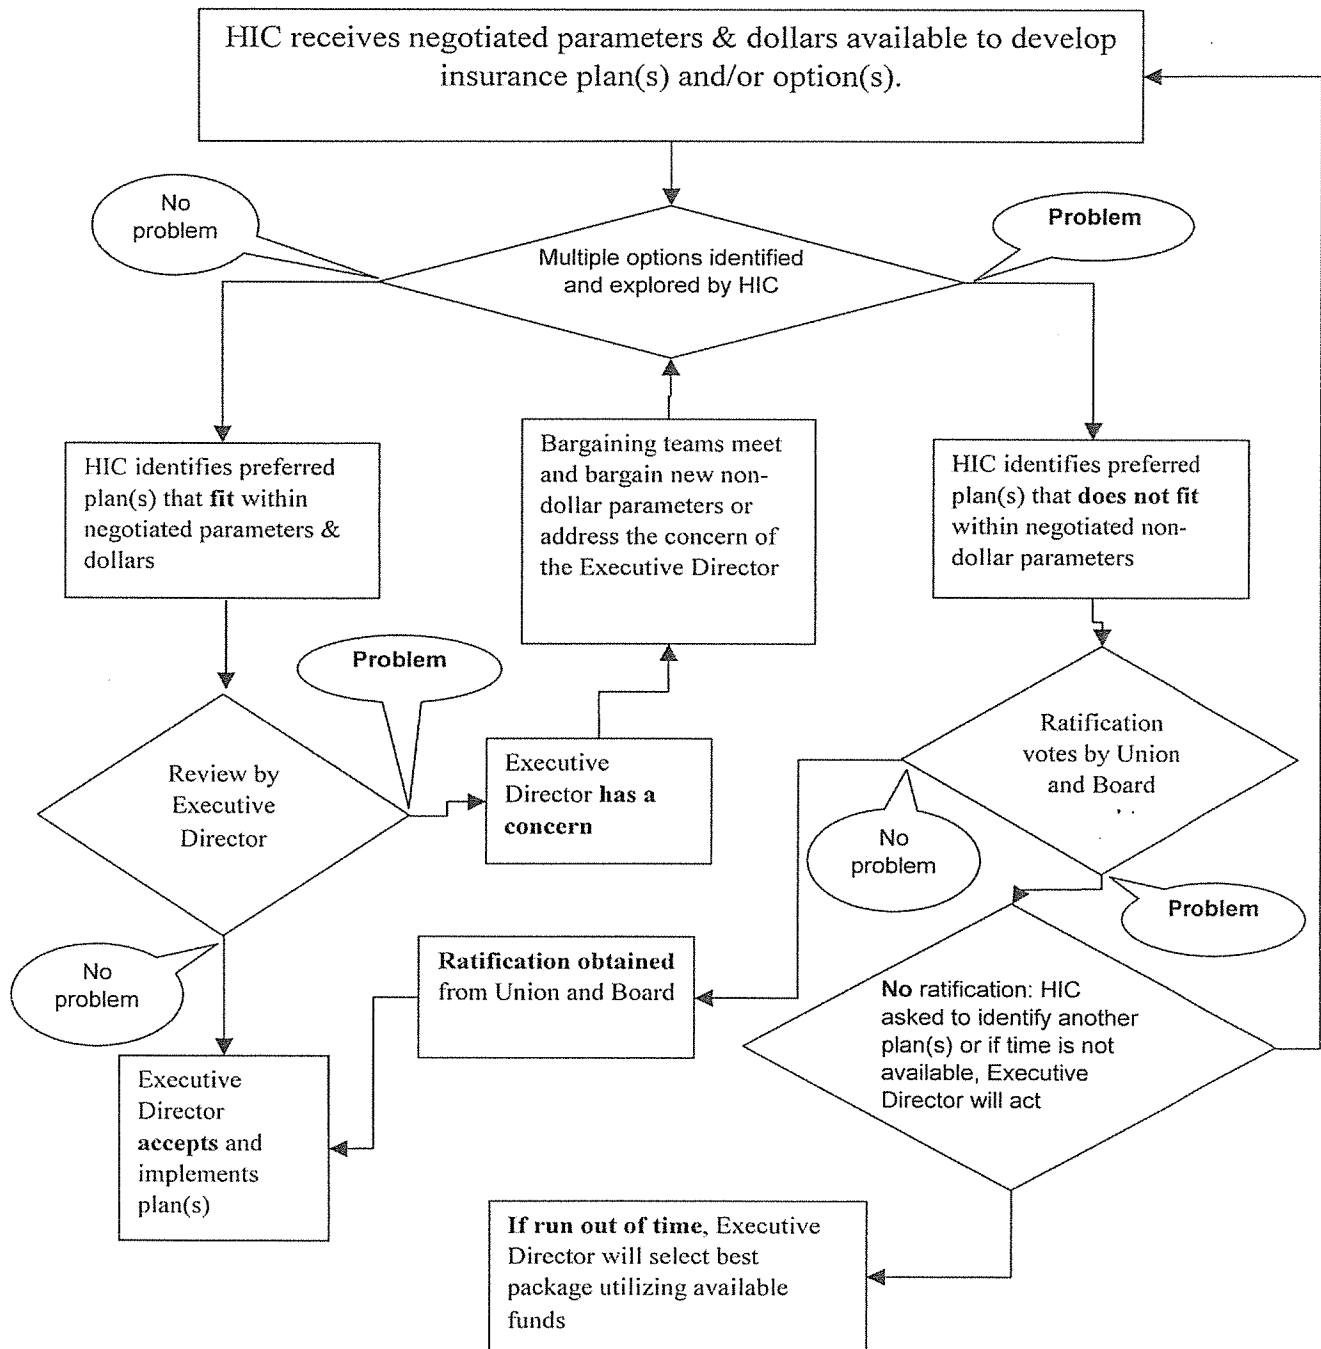 HIC receives negotiated parameters & dollars available to develop
insurance plan(s) and/or option(s).
No
problem
Problem
Multiple options identified
and explored by HIC
HIC identifies preferred
plan(s) that fit within
negotiated parameters &
dollars
Bargaining teams meet
and bargain new non-
dollar parameters or
address the concern of
the Executive Director
HIC identifies preferred
plan(s) that does not fit
within negotiated non-
dollar parameters
Problem
Review by
Executive
Director
Executive
Director has a
concern
Ratification
votes by Union
and Board
No
problem
Problem
No
problem
Ratification obtained
from Union and Board
No ratification: HIC
asked to identify another
plan(s) or if time is not
available, Executive
Director will act
Executive
Director
accepts and
implements
plan(s)
If run out of time, Executive
Director will select best
package utilizing available
funds